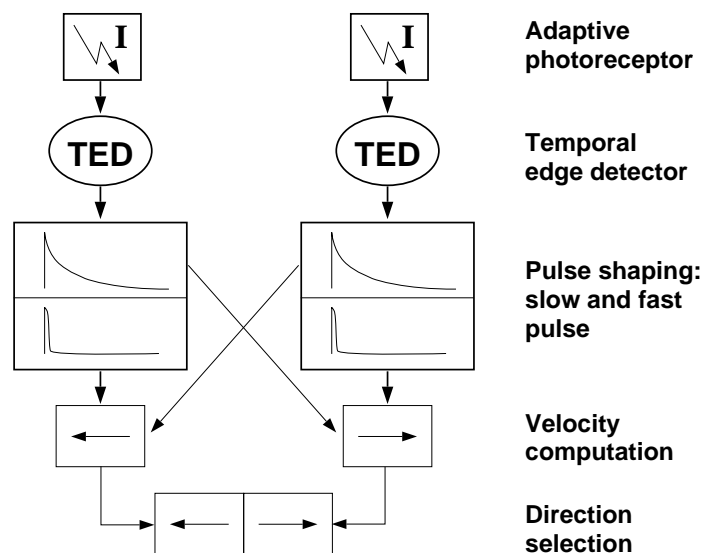 I
I
Adaptive
photoreceptor
TED
TED
Temporal
edge detector
Pulse shaping:
slow and fast
pulse
Velocity
computation
Direction
selection